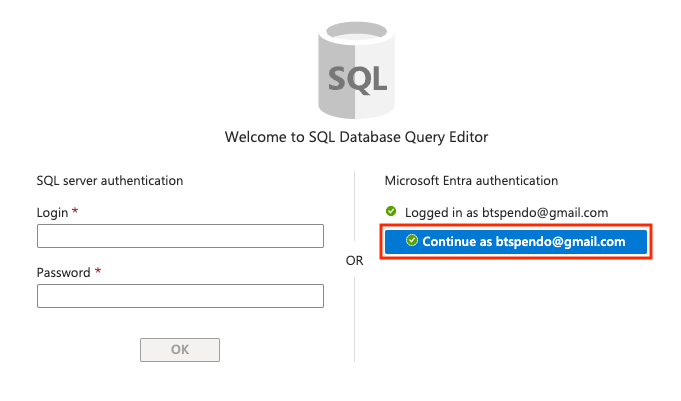 SQL
Welcome to SQL Database Query Editor
SQL server authentication
Login *
Password *
OK
OR
Microsoft Entra authentication
Logged in as btspendo@gmail.com
Continue as btspendo@gmail.com